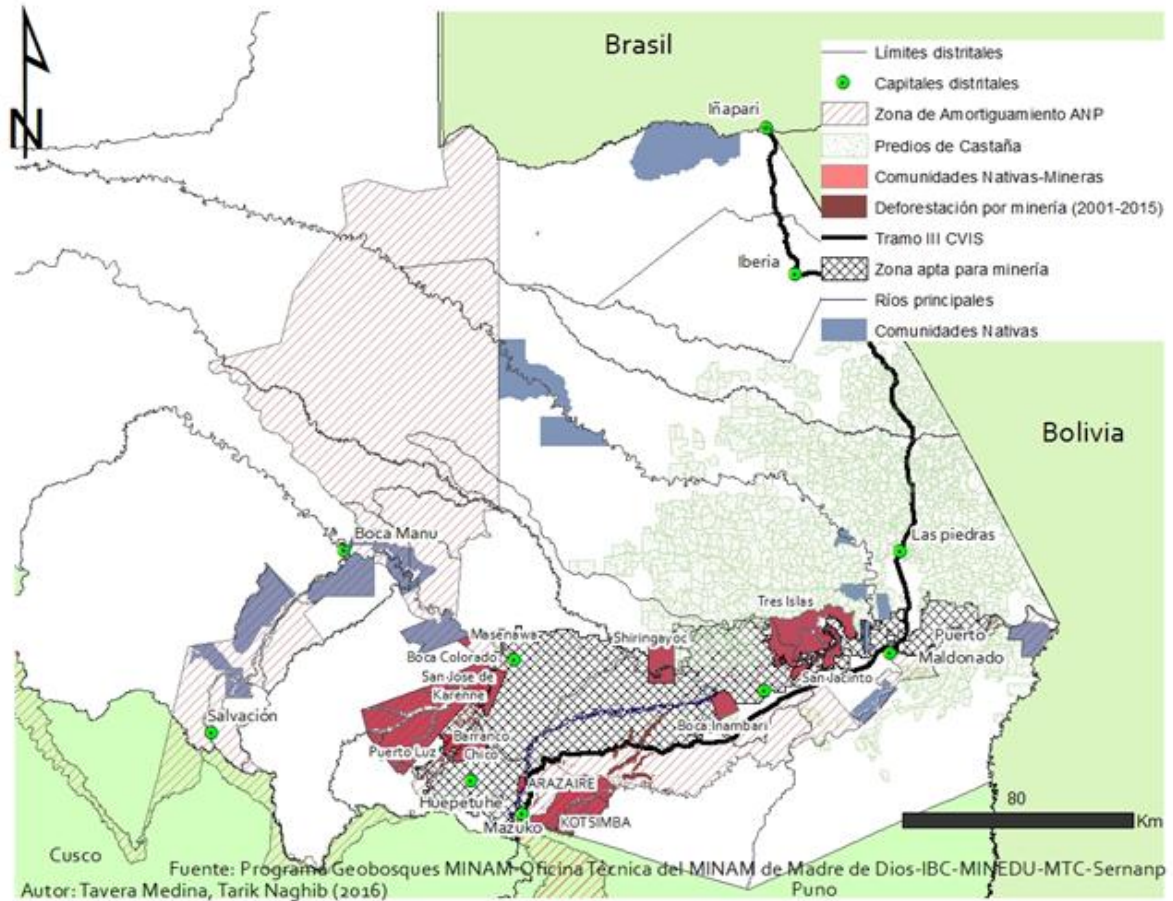 N
Brasil
Límites distritales
Capitales distritales
Zona de Amortiguamiento ANP
Predios de Castaña
Comunidades Nativas-Mineras
Deforestación por minería (2001-2015)
Tramo III CVIS
Zona apta para minería
Ríos principales
Comunidades Nativas
Iñapari
Iberia
Bolivia
Boca Manu
Las piedras
Tres Islas
Masenawa
Shiringayoc
Puerto
Maldonado
Boca Colorado
San Jose de
Karenne
San Jacinto
Salvación
Boca Inambari
Barranco
Chico
Puerto Luz
ARAZAIRE
Huepetuhe
Mazuko
KOTSIMBA
80
Km
Cusco
Fuente: Programa Geobosques MINAM-Oficina Técnica del MINAM de Madre de Dios-IBC-MINEDU-MTC-Sernanp
Autor: Tavera Medina, Tarik Naghib (2016)
Puno